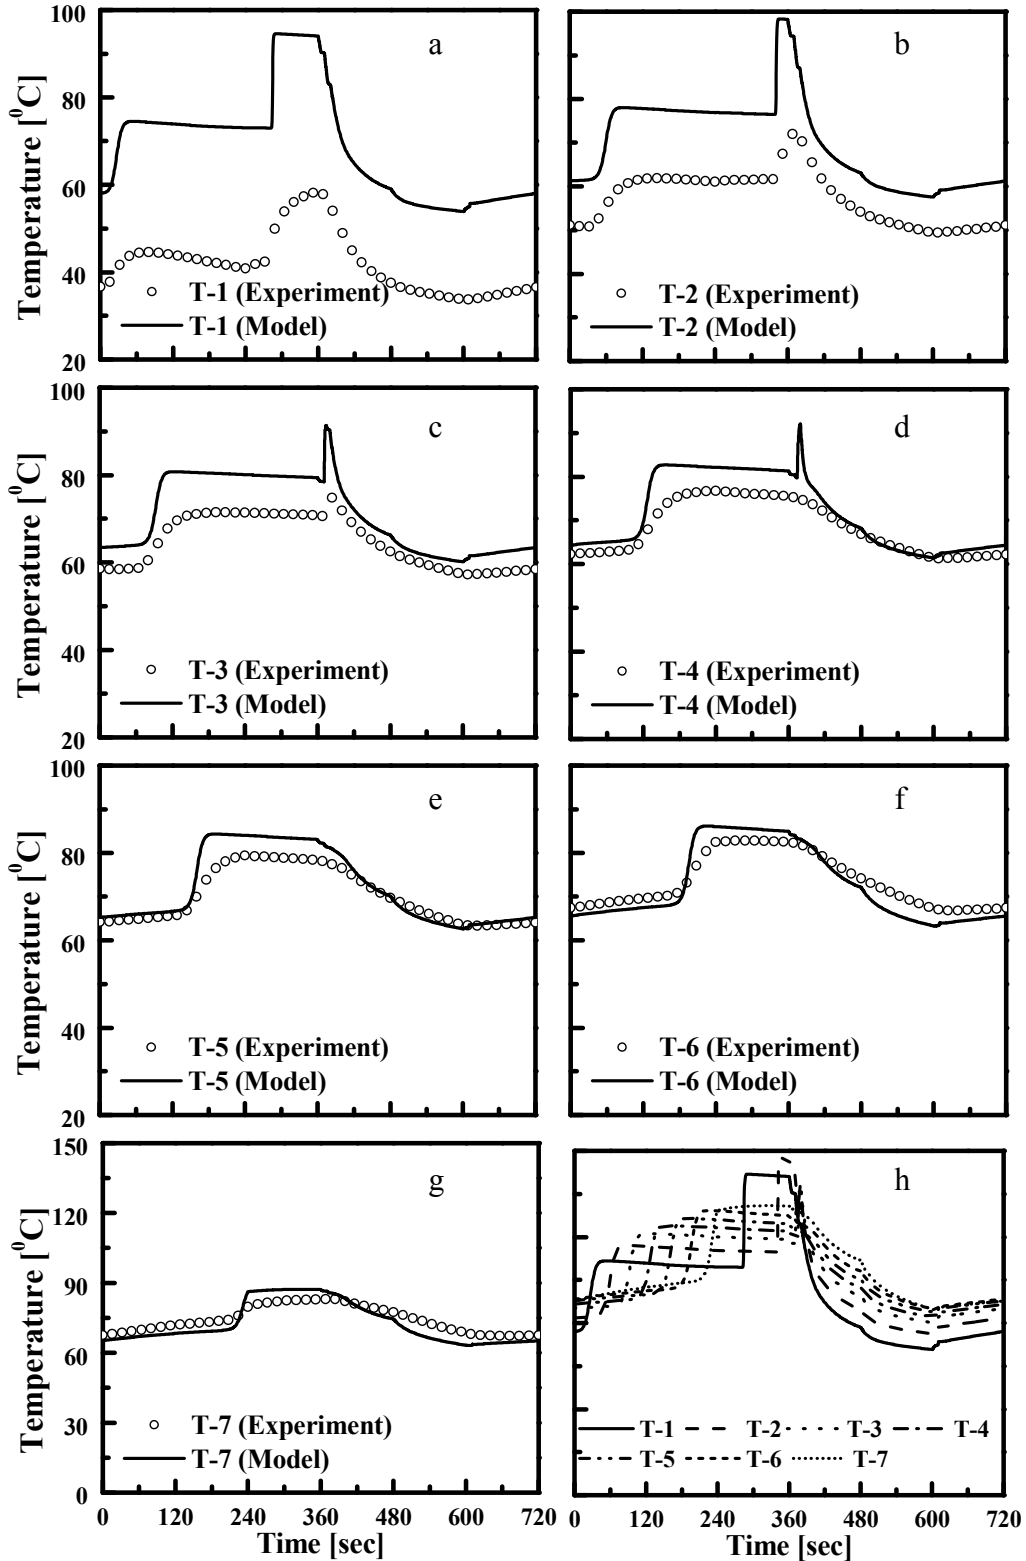 100
80
60
40
20
Temperature [⁰C]
a
T-1 (Experiment)
T-1 (Model)
b
T-2 (Experiment)
T-2 (Model)
100
80
60
40
20
Temperature [⁰C]
c
T-3 (Experiment)
T-3 (Model)
d
T-4 (Experiment)
T-4 (Model)
100
80
60
40
20
Temperature [⁰C]
e
T-5 (Experiment)
T-5 (Model)
f
T-6 (Experiment)
T-6 (Model)
150
120
90
60
30
0
Temperature [⁰C]
g
T-7 (Experiment)
T-7 (Model)
0 120 240 360 480 600 720
Time [sec]
h
T-1 T-2 T-3 T-4
T-5 T-6 T-7
0 120 240 360 480 600 720
Time [sec]